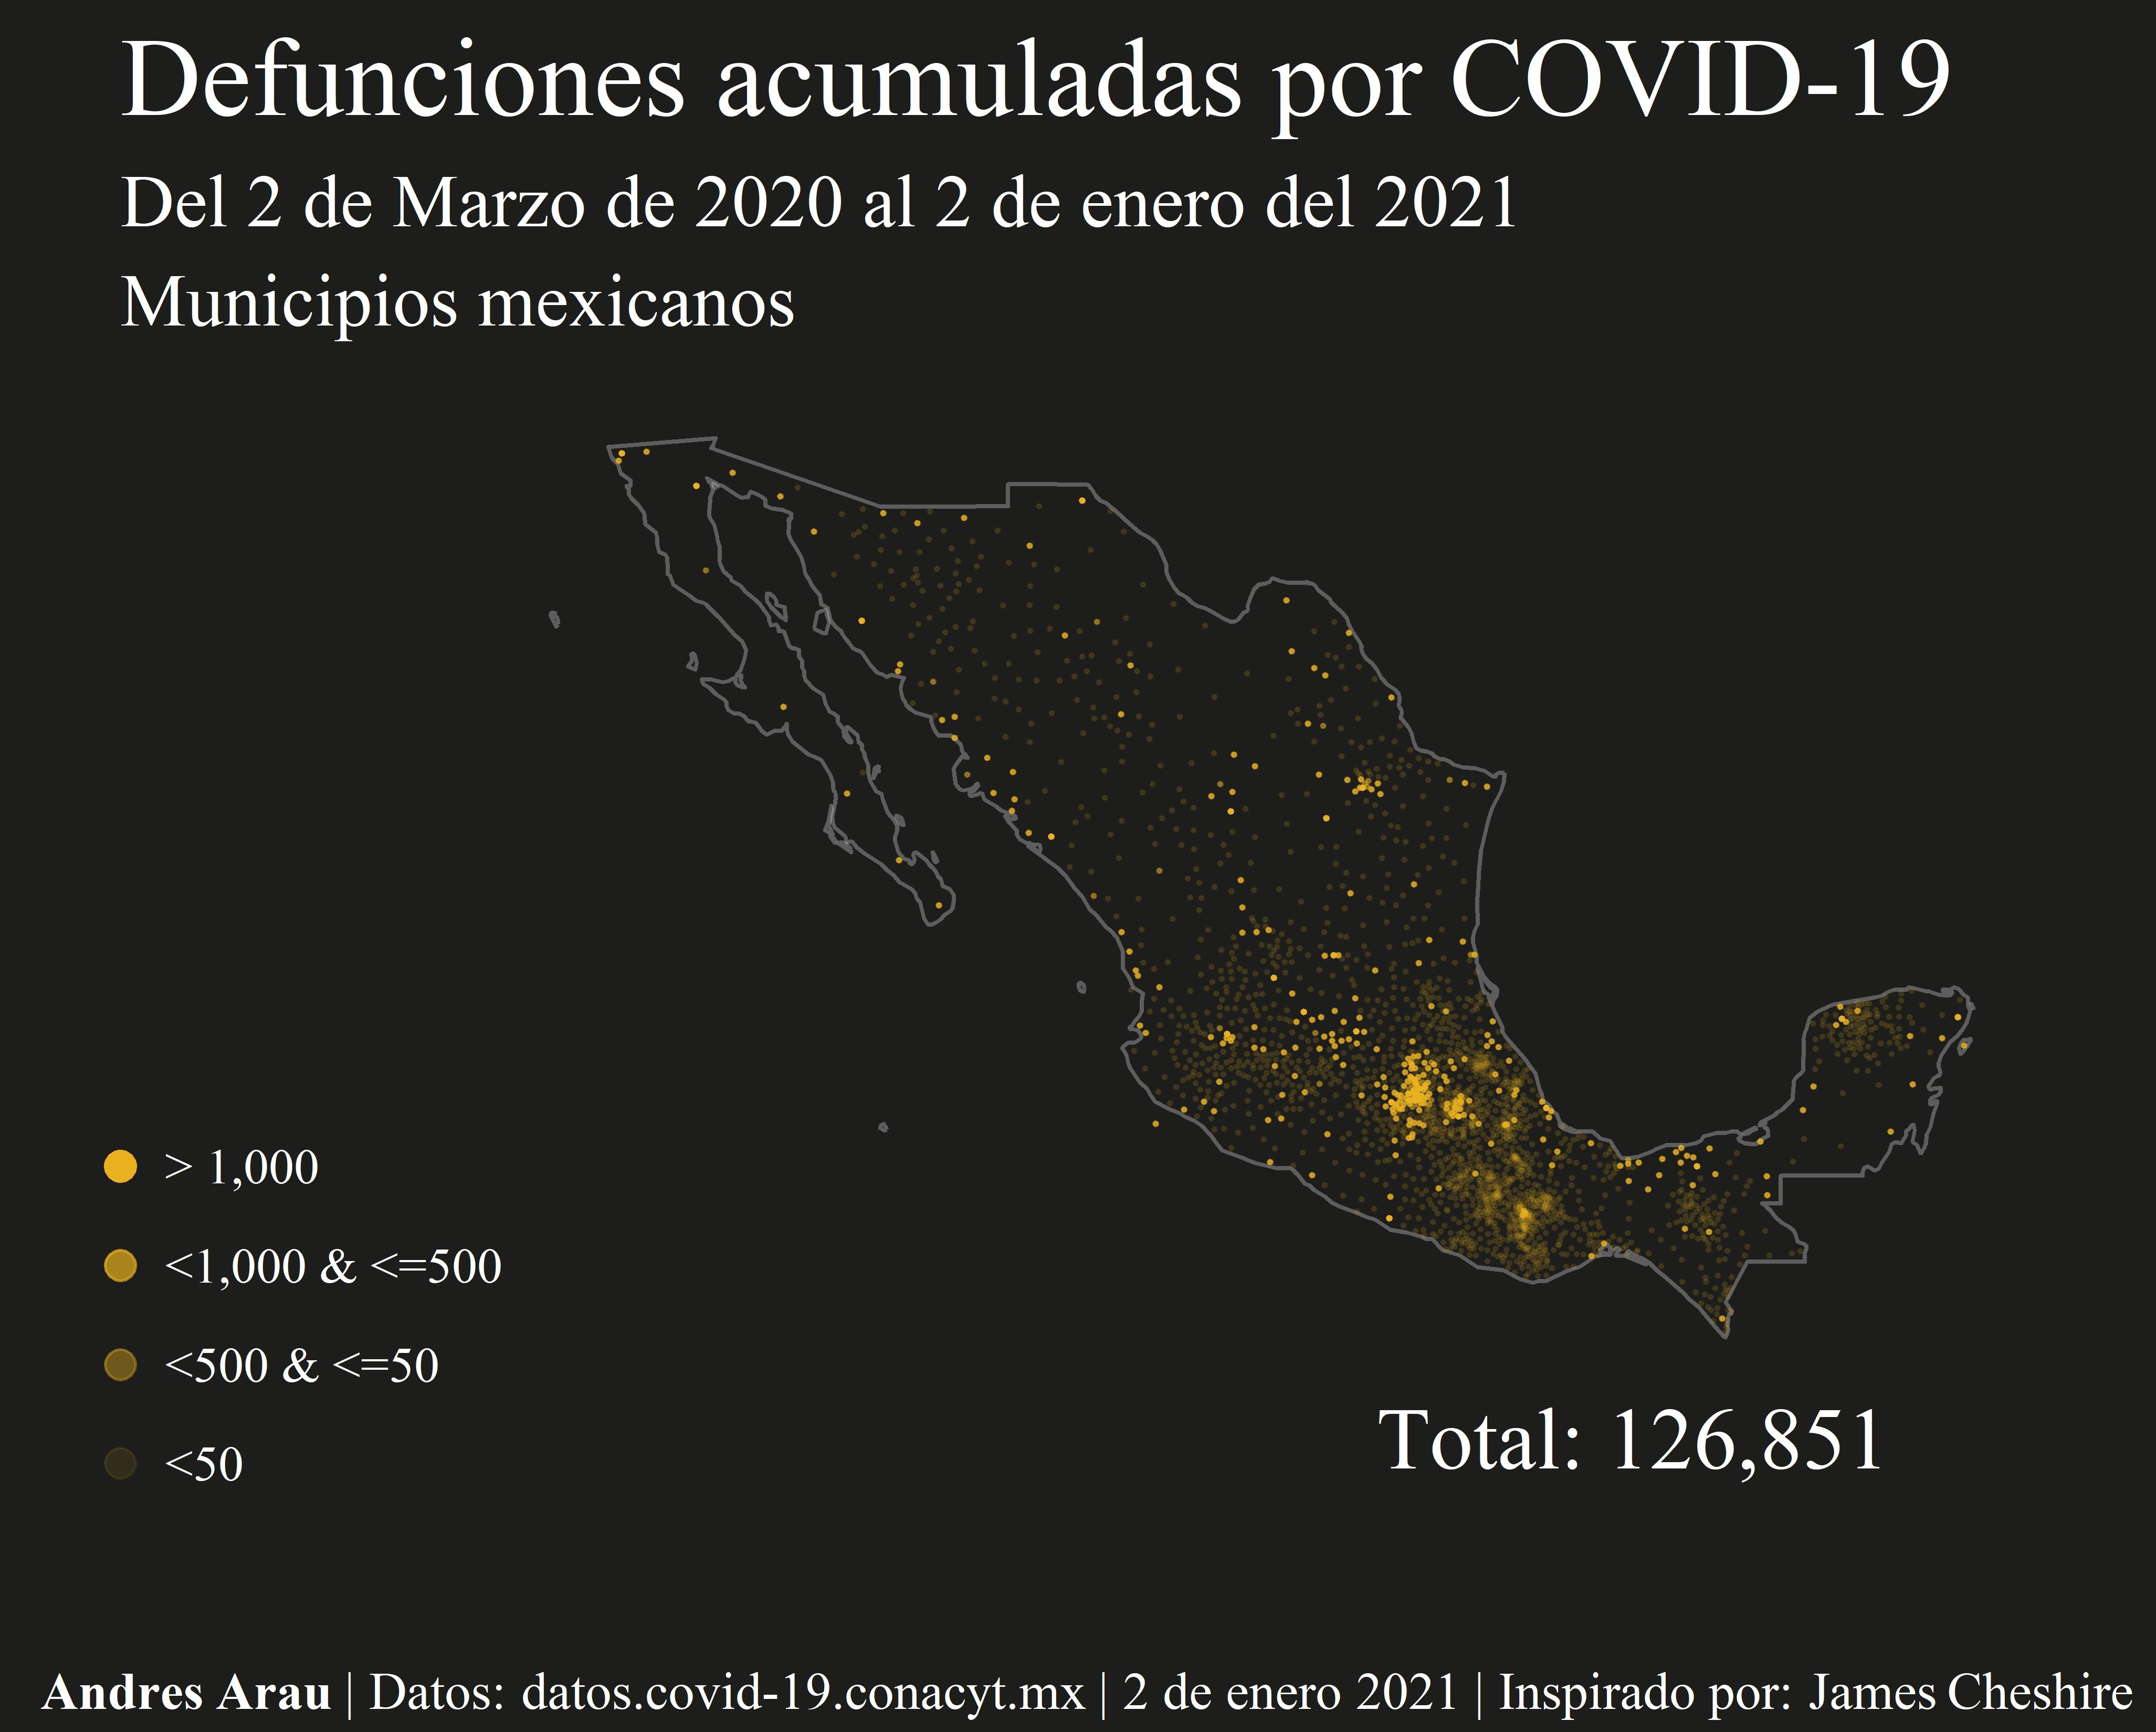 Defunciones acumuladas por COVID-19
Del 2 de Marzo de 2020 al 2 de enero del 2021
Municipios mexicanos
> 1,000
<1,000 & <=500
<500 & <=50
<50
Total: 126,851
Andres Arau | Datos: datos.covid-19.conacyt.mx | 2 de enero 2021 | Inspirado por: James Cheshire